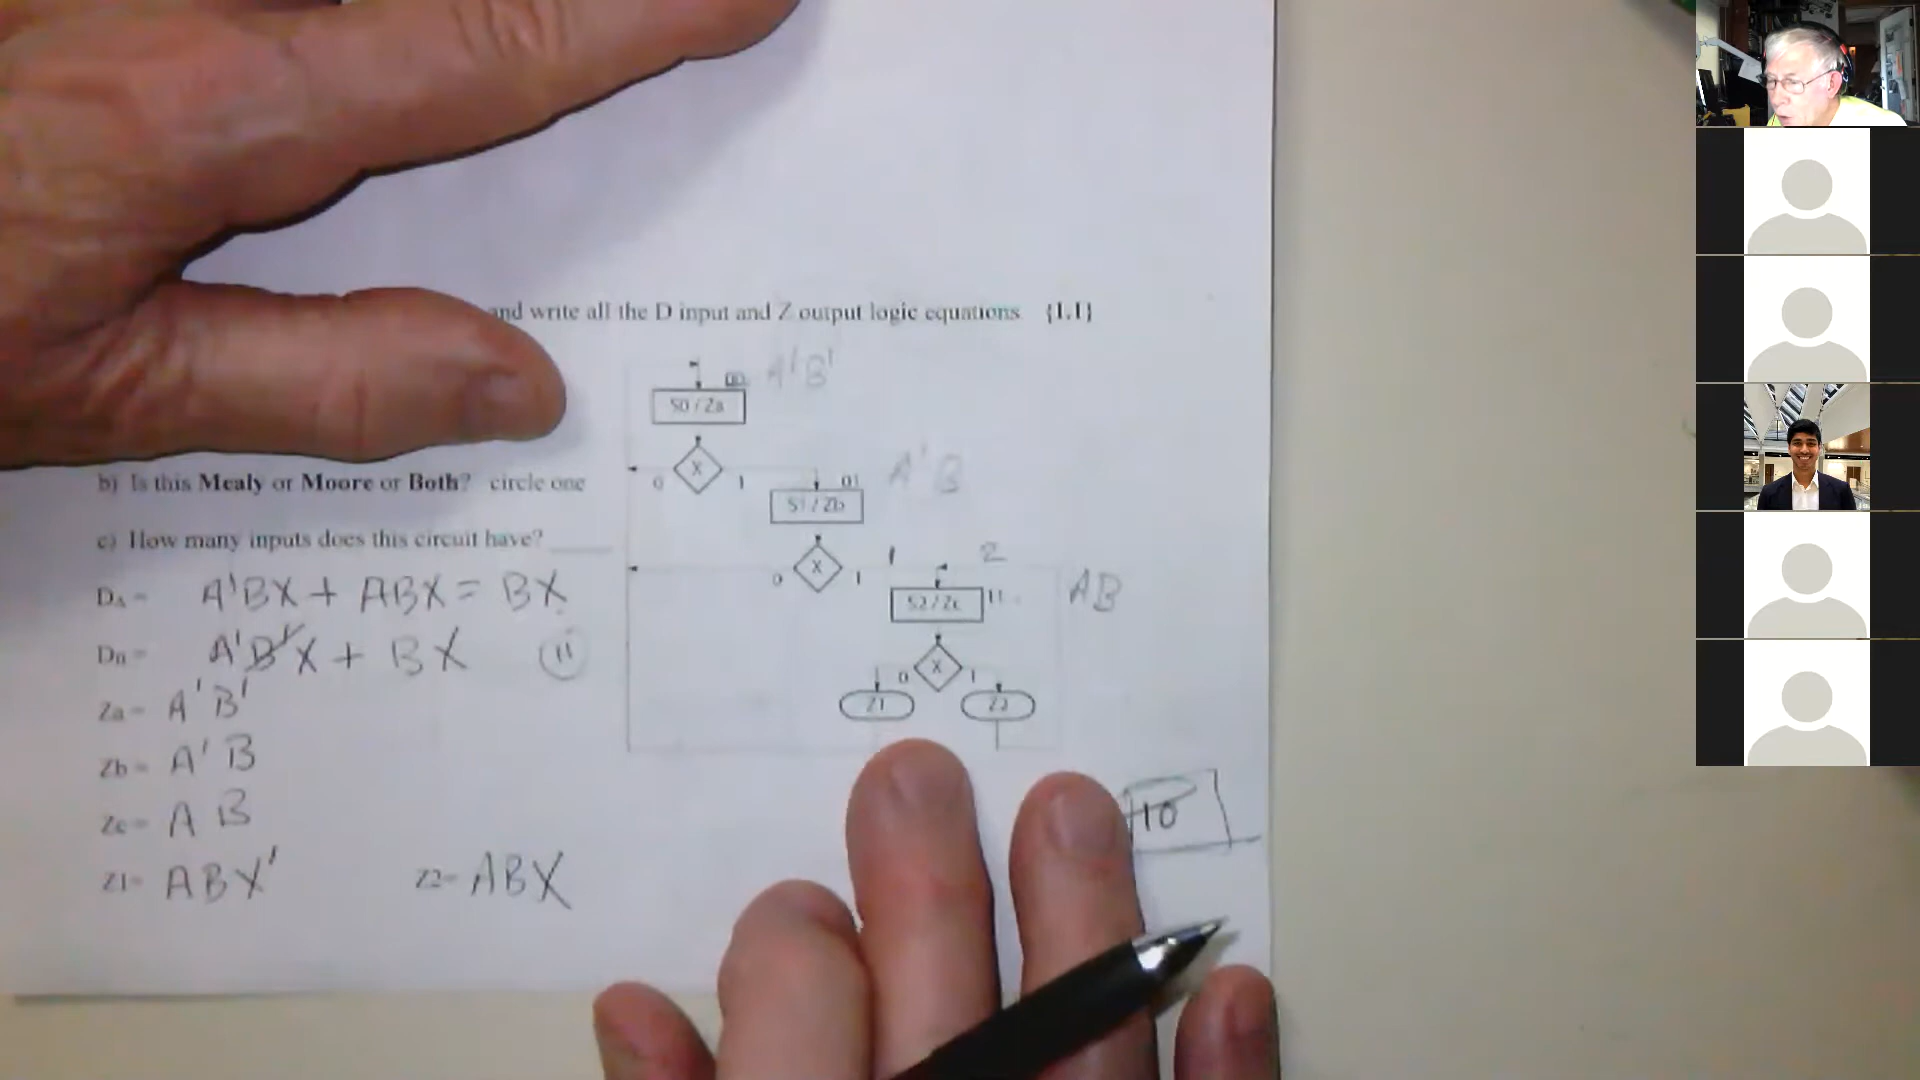 and write all the D input and Z output logic equations {1.1}
A'B'
S0 / Za
X
0 1
01
A'B
S1 / Zb
X
0 1
1 2
S2 / Zc
11
AB
X
0 1
Z1 Z2
b) Is this Mealy or Moore or Both? circle one
c) How many inputs does this circuit have? ______
DA = A'BX + ABX = BX
DB = A'B'X + BX 11
Za = A'B'
Zb = A'B
Zc = AB
Z1= ABX' Z2= ABX
10